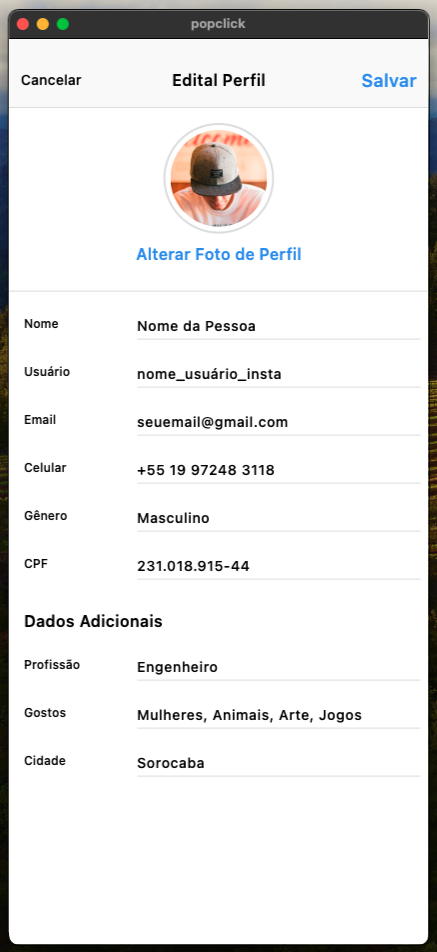 popclick
Cancelar Edital Perfil Salvar
Alterar Foto de Perfil
Nome Nome da Pessoa
Usuário nome_usuário_insta
Email seuemail@gmail.com
Celular +55 19 97248 3118
Gênero Masculino
CPF 231.018.915-44
Dados Adicionais
Profissão Engenheiro
Gostos Mulheres, Animais, Arte, Jogos
Cidade Sorocaba